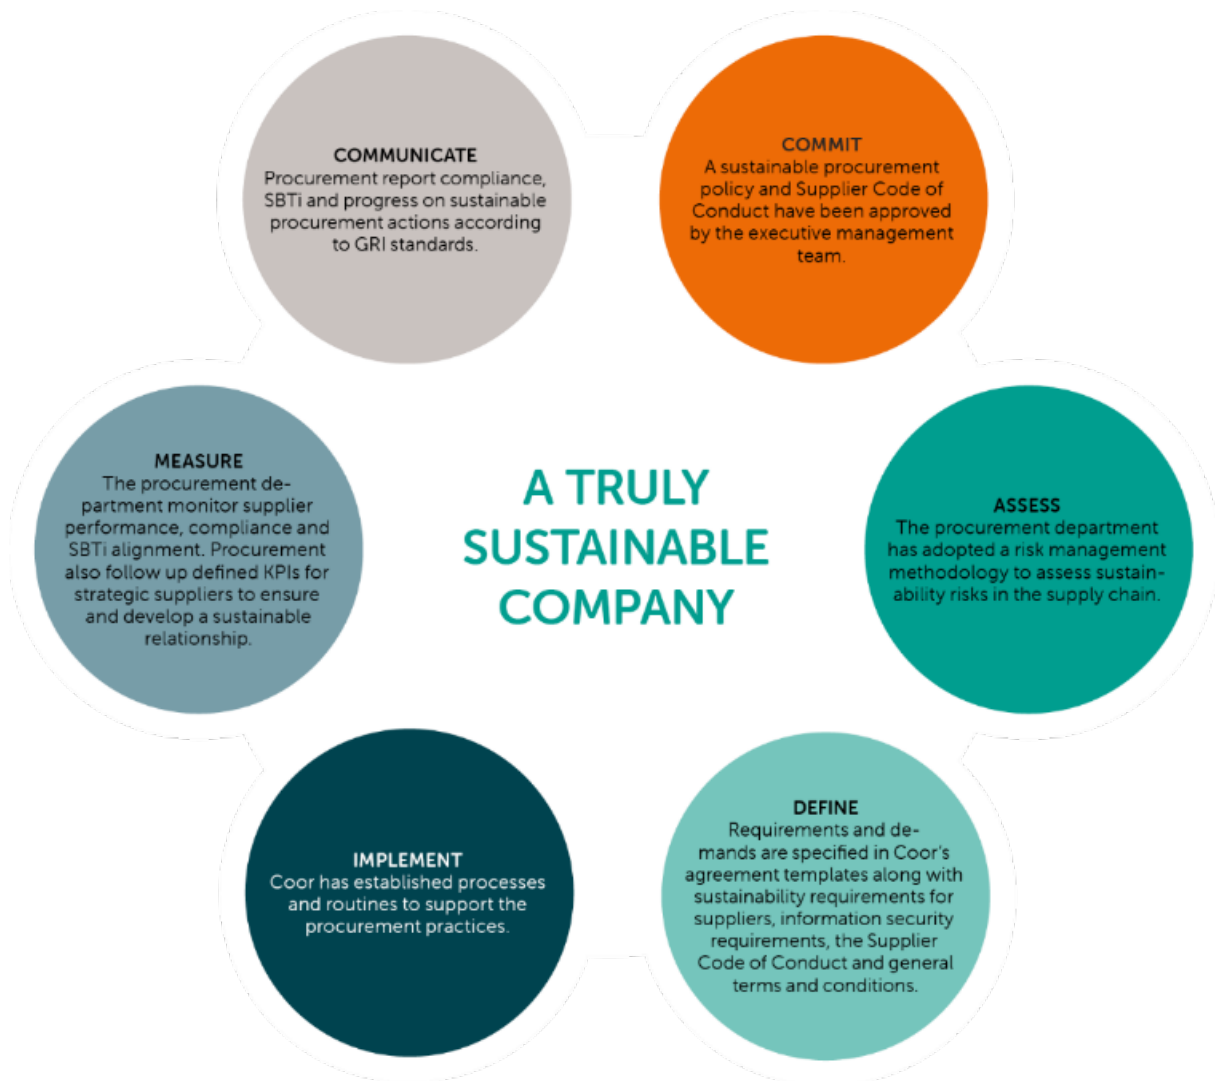 COMMUNICATE
Procurement report compliance,
SBTi and progress on sustainable
procurement actions according
to GRI standards.
COMMIT
A sustainable procurement
policy and Supplier Code of
Conduct have been approved
by the executive management
team.
MEASURE
The procurement de-
partment monitor supplier
performance, compliance and
SBTi alignment. Procurement
also follow up defined KPIs for
strategic suppliers to ensure
and develop a sustainable
relationship.
A TRULY
SUSTAINABLE
COMPANY
ASSESS
The procurement department
has adopted a risk management
methodology to assess sustain-
ability risks in the supply chain.
IMPLEMENT
Coor has established processes
and routines to support the
procurement practices.
DEFINE
Requirements and de-
mands are specified in Coor's
agreement templates along with
sustainability requirements for
suppliers, information security
requirements, the Supplier
Code of Conduct and general
terms and conditions.